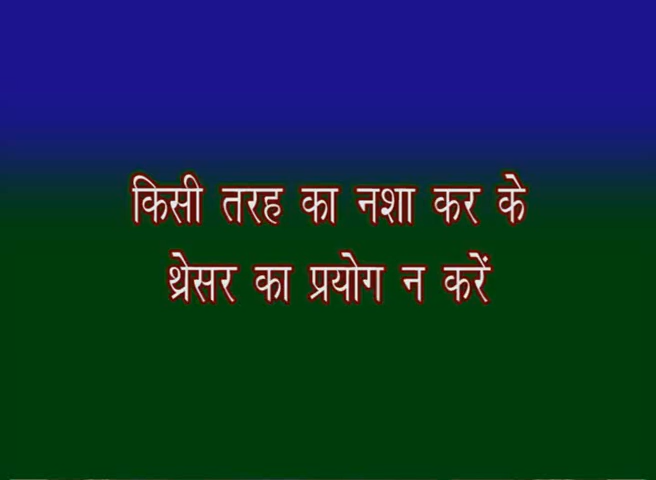 किसी तरह का नशा कर के
थ्रेसर का प्रयोग न करें